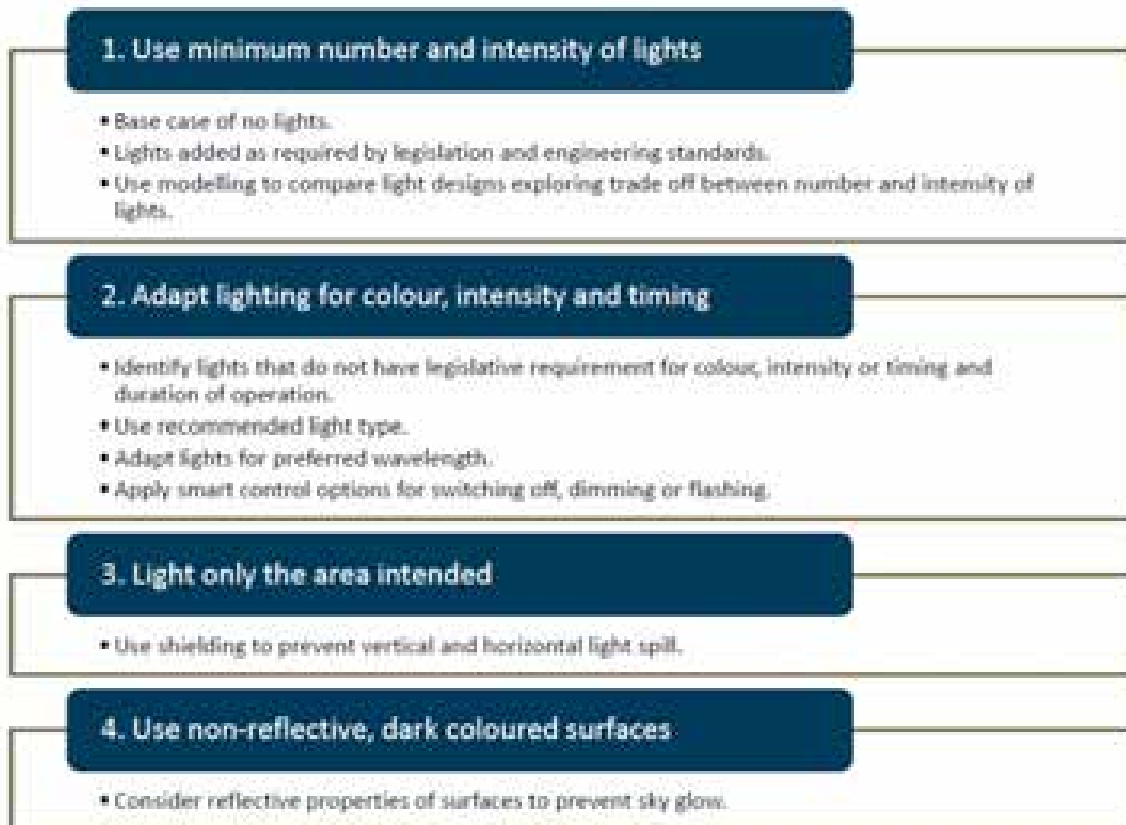 1. Use minimum number and intensity of lights
• Base case of no lights.
• Lights added as required by legislation and engineering standards.
• Use modelling to compare light designs exploring trade off between number and intensity of
lights.
2. Adapt lighting for colour, intensity and timing
• Identify lights that do not have legislative requirement for colour, intensity or timing and
duration of operation.
• Use recommended light type.
• Adapt lights for preferred wavelength.
• Apply smart control options for switching off, dimming or flashing.
3. Light only the area intended
• Use shielding to prevent vertical and horizontal light spill.
4. Use non-reflective, dark coloured surfaces
• Consider reflective properties of surfaces to prevent sky glow.